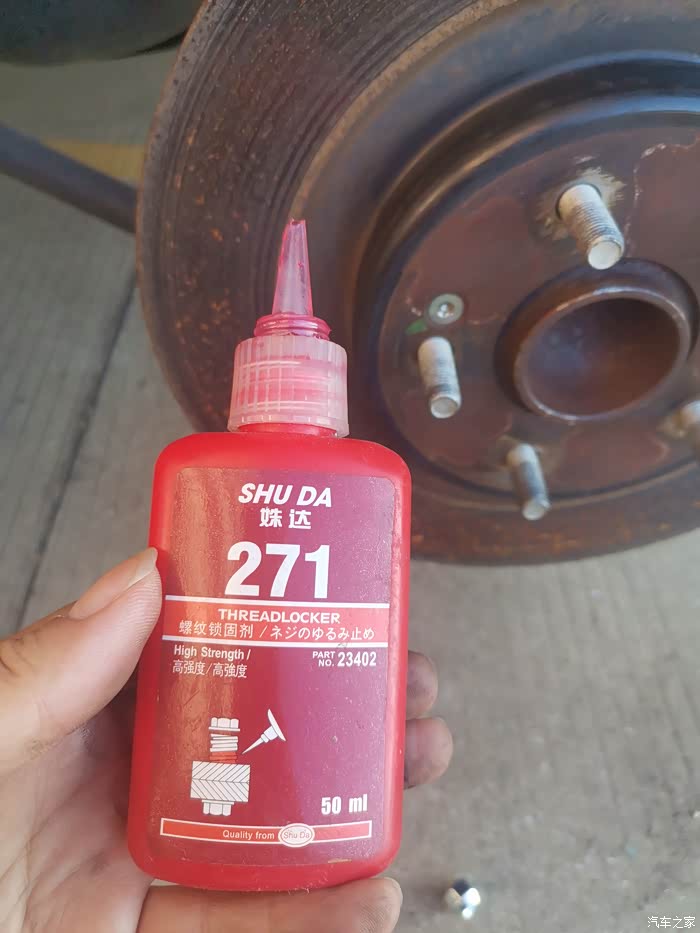 SHU DA
姝达
271
THREADLOCKER
螺纹锁固剂/ネジのゆるみ止め
High Strength/
高强度/高強度
PART NO. 23402
50 ml
Quality from Shu Da
汽车之家